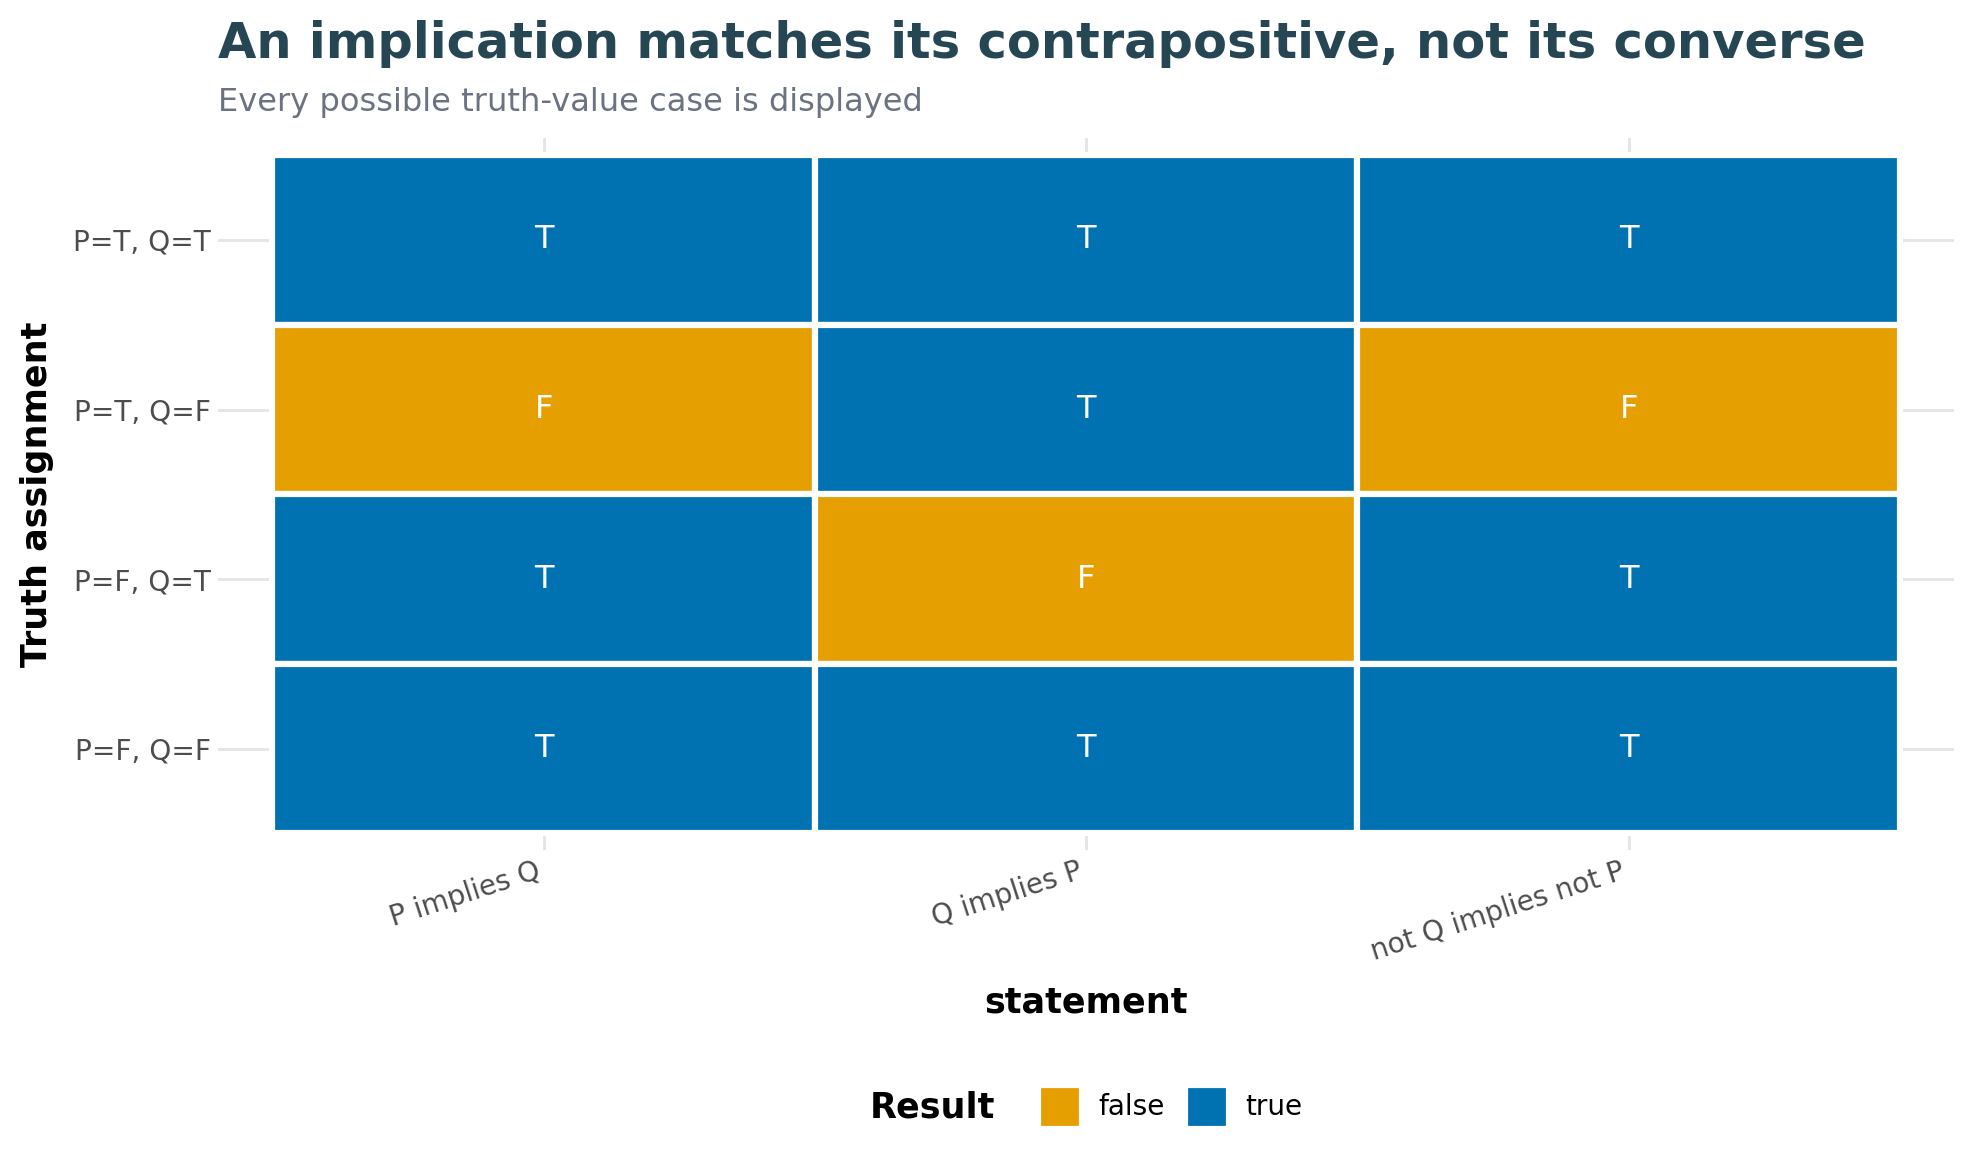 An implication matches its contrapositive, not its converse
Every possible truth-value case is displayed
Truth assignment
P=T, Q=T T T T
P=T, Q=F F T F
P=F, Q=T T F T
P=F, Q=F T T T
P implies Q Q implies P not Q implies not P
statement
Result false true